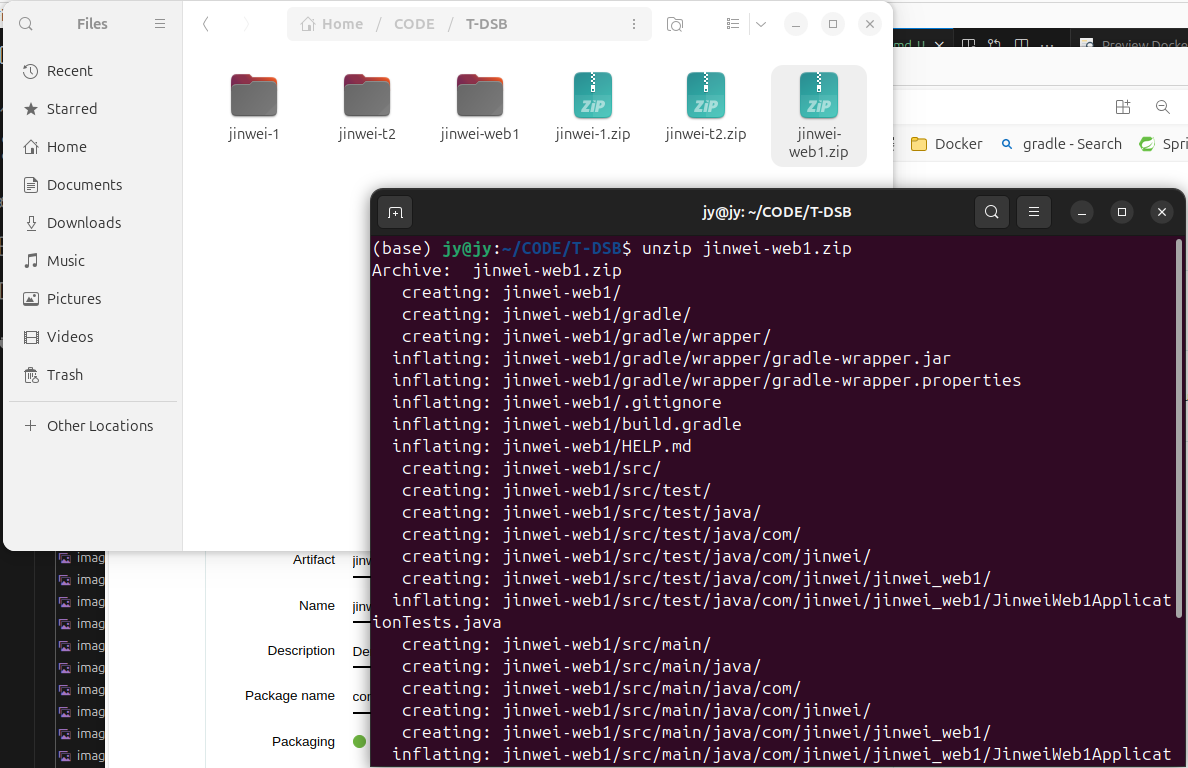 Files
Home / CODE / T-DSB
Recent
Starred
Home
Documents
Downloads
Music
Pictures
Videos
Trash
Other Locations
jinwei-1
jinwei-t2
jinwei-web1
ZiP
jinwei-1.zip
ZiP
jinwei-t2.zip
ZiP
jinwei-
web1.zip
Preview Docke
Docker
gradle - Search
Spri
jy@jy: ~/CODE/T-DSB
(base) jy@jy:~/CODE/T-DSB$ unzip jinwei-web1.zip
Archive:  jinwei-web1.zip
   creating: jinwei-web1/
   creating: jinwei-web1/gradle/
   creating: jinwei-web1/gradle/wrapper/
  inflating: jinwei-web1/gradle/wrapper/gradle-wrapper.jar
  inflating: jinwei-web1/gradle/wrapper/gradle-wrapper.properties
  inflating: jinwei-web1/.gitignore
  inflating: jinwei-web1/build.gradle
  inflating: jinwei-web1/HELP.md
   creating: jinwei-web1/src/
   creating: jinwei-web1/src/test/
   creating: jinwei-web1/src/test/java/
   creating: jinwei-web1/src/test/java/com/
   creating: jinwei-web1/src/test/java/com/jinwei/
   creating: jinwei-web1/src/test/java/com/jinwei/jinwei_web1/
  inflating: jinwei-web1/src/test/java/com/jinwei/jinwei_web1/JinweiWeb1Applicat
ionTests.java
   creating: jinwei-web1/src/main/
   creating: jinwei-web1/src/main/java/
   creating: jinwei-web1/src/main/java/com/
   creating: jinwei-web1/src/main/java/com/jinwei/
   creating: jinwei-web1/src/main/java/com/jinwei/jinwei_web1/
  inflating: jinwei-web1/src/main/java/com/jinwei/jinwei_web1/JinweiWeb1Applicat
imag
imag
imag
imag
imag
imag
imag
imag
imag
imag
Artifact jinw
Name jinw
Description De
Package name con
Packaging